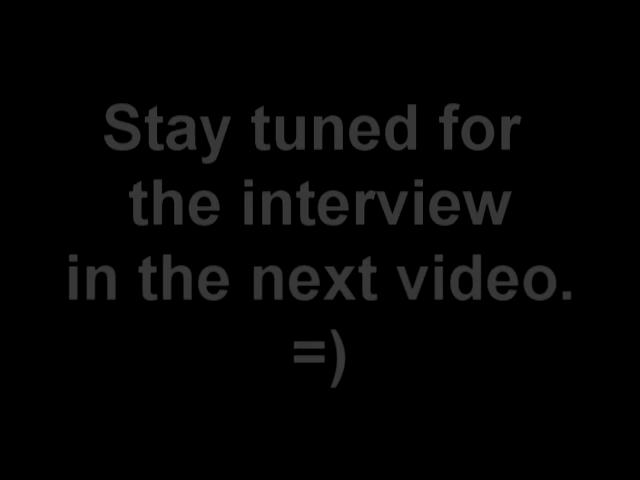 Stay tuned for
the interview
in the next video.
=)